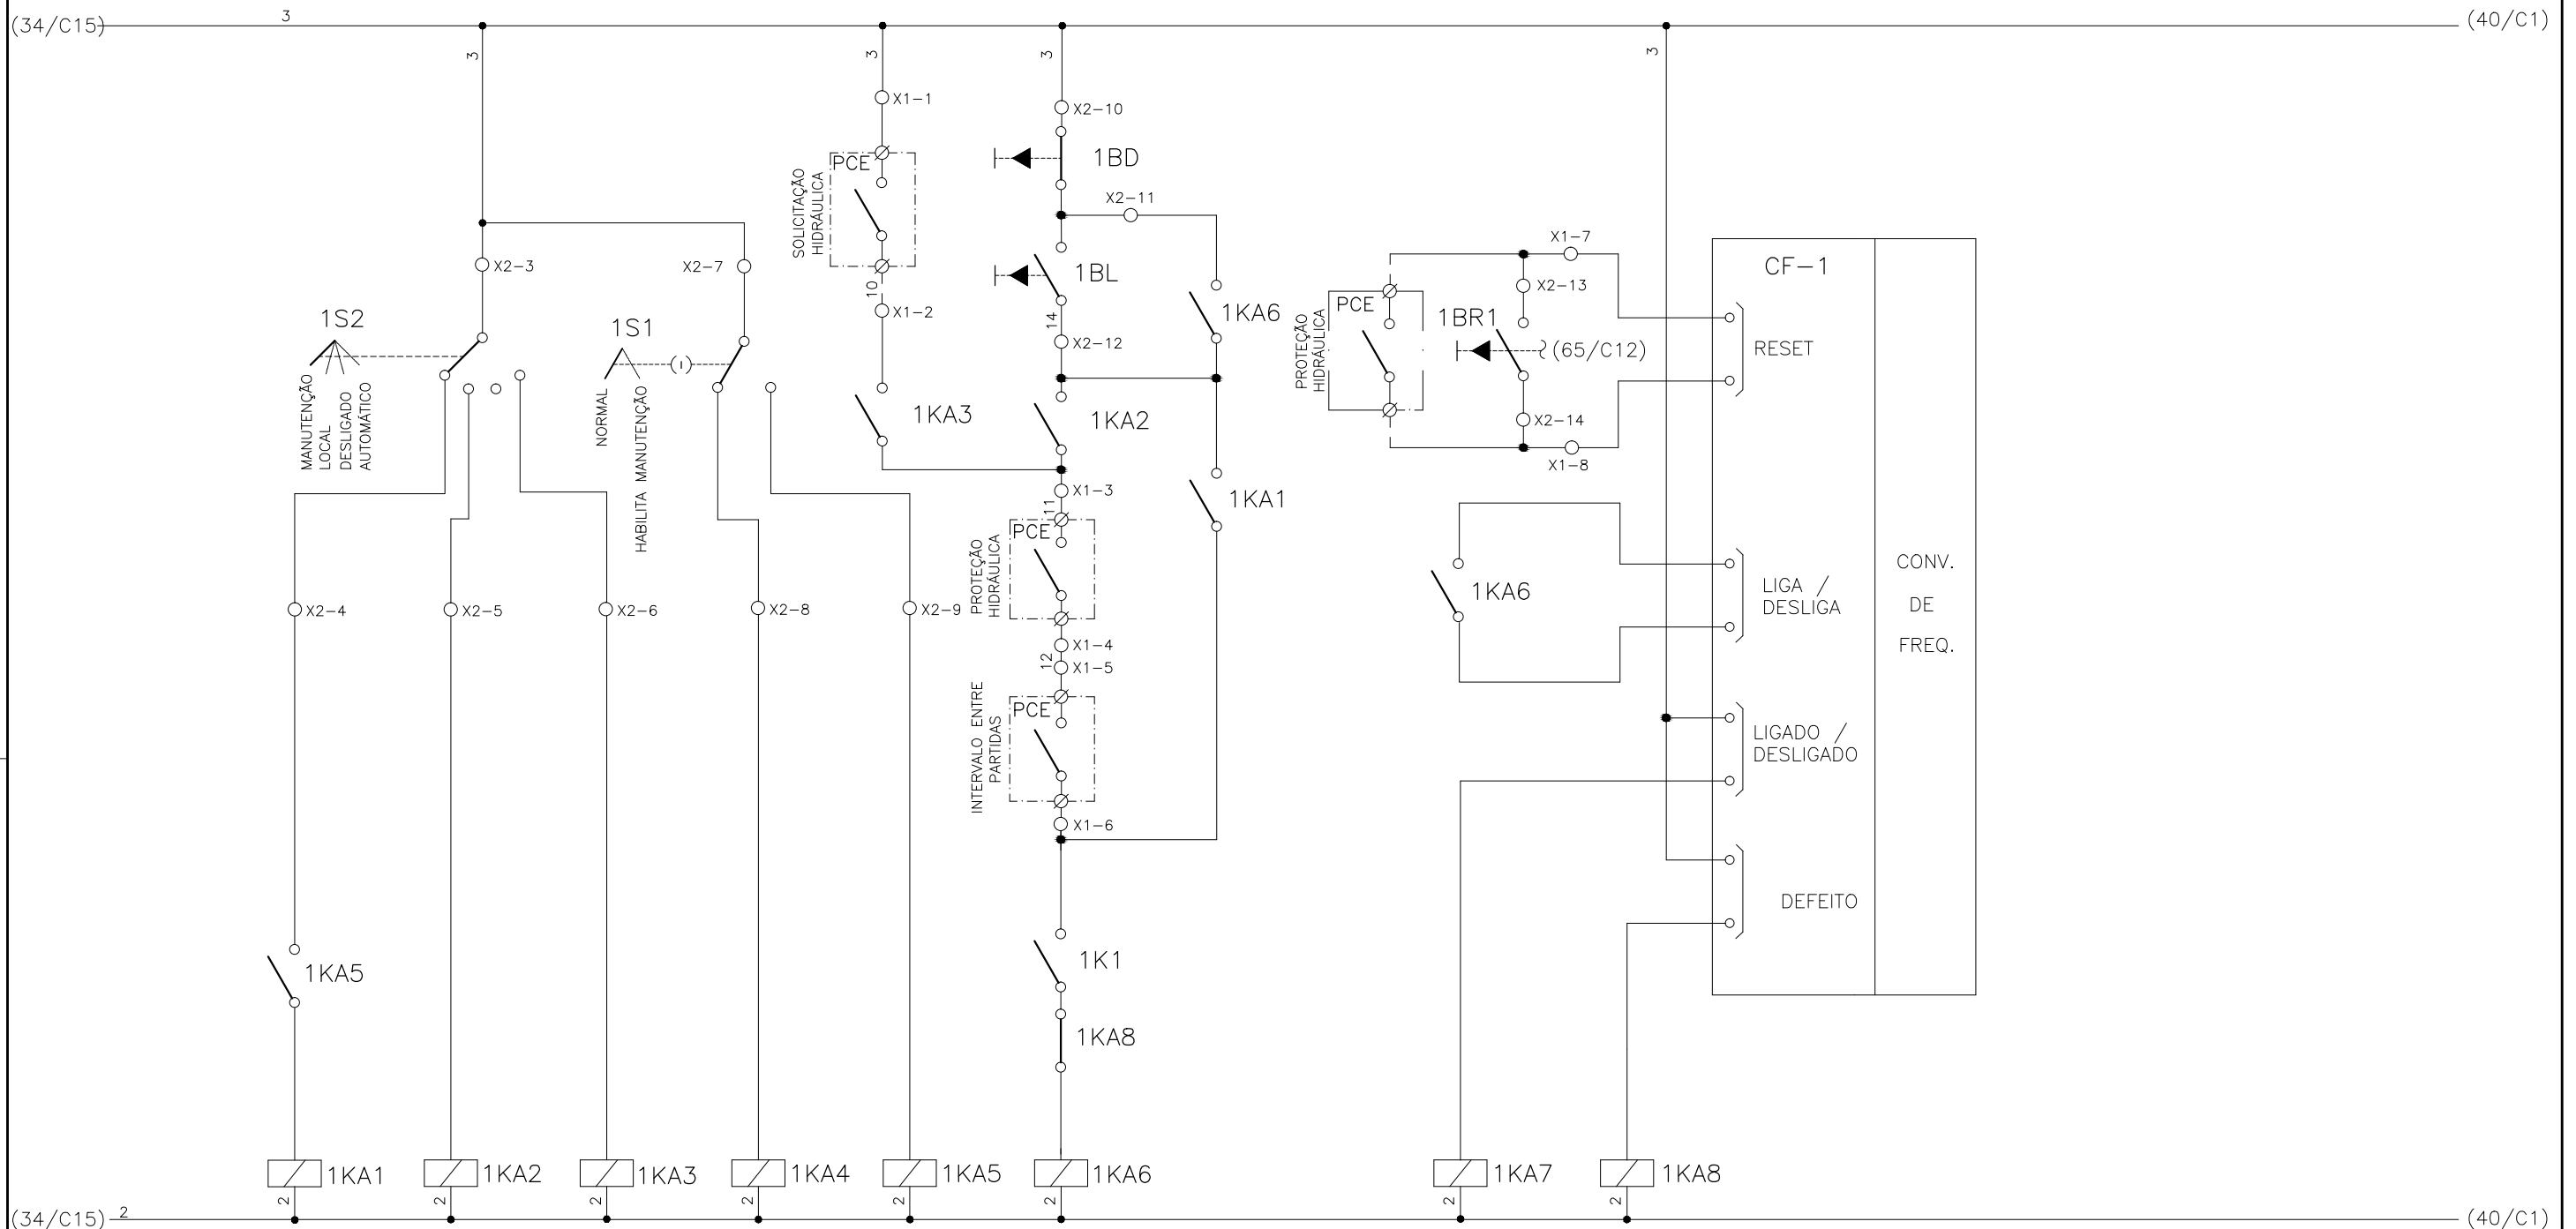 (34/C15)
3
(40/C1)
3
3
3
3
X1-1
X2-10
1BD
PCE
SOLICITAÇÃO
HIDRÁULICA
X2-11
X2-3
X2-7
1BL
10
X1-2
14
X2-12
1KA6
1S2
1S1
MANUTENÇÃO
LOCAL
DESLIGADO
AUTOMÁTICO
NORMAL
HABILITA MANUTENÇÃO
1KA3
1KA2
X1-7
X2-13
PCE
PROTEÇÃO
HIDRÁULICA
1BR1
(65/C12)
X2-14
X1-8
CF-1
RESET
X1-3
11
1KA1
PCE
PROTEÇÃO
HIDRÁULICA
X1-4
12
X1-5
PCE
INTERVALO ENTRE
PARTIDAS
X1-6
X2-4
X2-5
X2-6
X2-8
X2-9
1KA6
LIGA /
DESLIGA
CONV.
DE
FREQ.
LIGADO /
DESLIGADO
DEFEITO
1KA5
1K1
1KA8
1KA1
1KA2
1KA3
1KA4
1KA5
1KA6
1KA7
1KA8
2
2
2
2
2
2
2
2
(34/C15)
2
(40/C1)